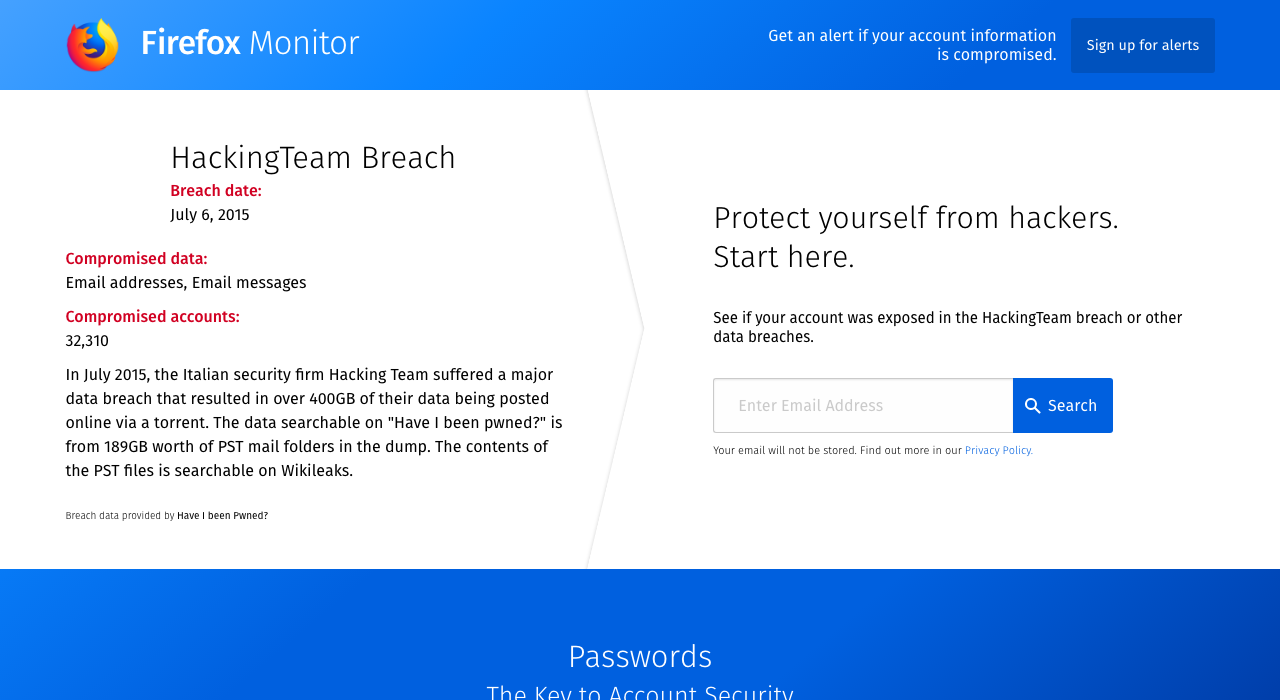 Firefox Monitor
Get an alert if your account information
is compromised.
Sign up for alerts
HackingTeam Breach
Breach date:
July 6, 2015
Compromised data:
Email addresses, Email messages
Compromised accounts:
32,310
In July 2015, the Italian security firm Hacking Team suffered a major
data breach that resulted in over 400GB of their data being posted
online via a torrent. The data searchable on "Have I been pwned?" is
from 189GB worth of PST mail folders in the dump. The contents of
the PST files is searchable on Wikileaks.
Breach data provided by Have I been Pwned?
Protect yourself from hackers.
Start here.
See if your account was exposed in the HackingTeam breach or other
data breaches.
Enter Email Address
Search
Your email will not be stored. Find out more in our Privacy Policy.
Passwords
The Key to Account Security